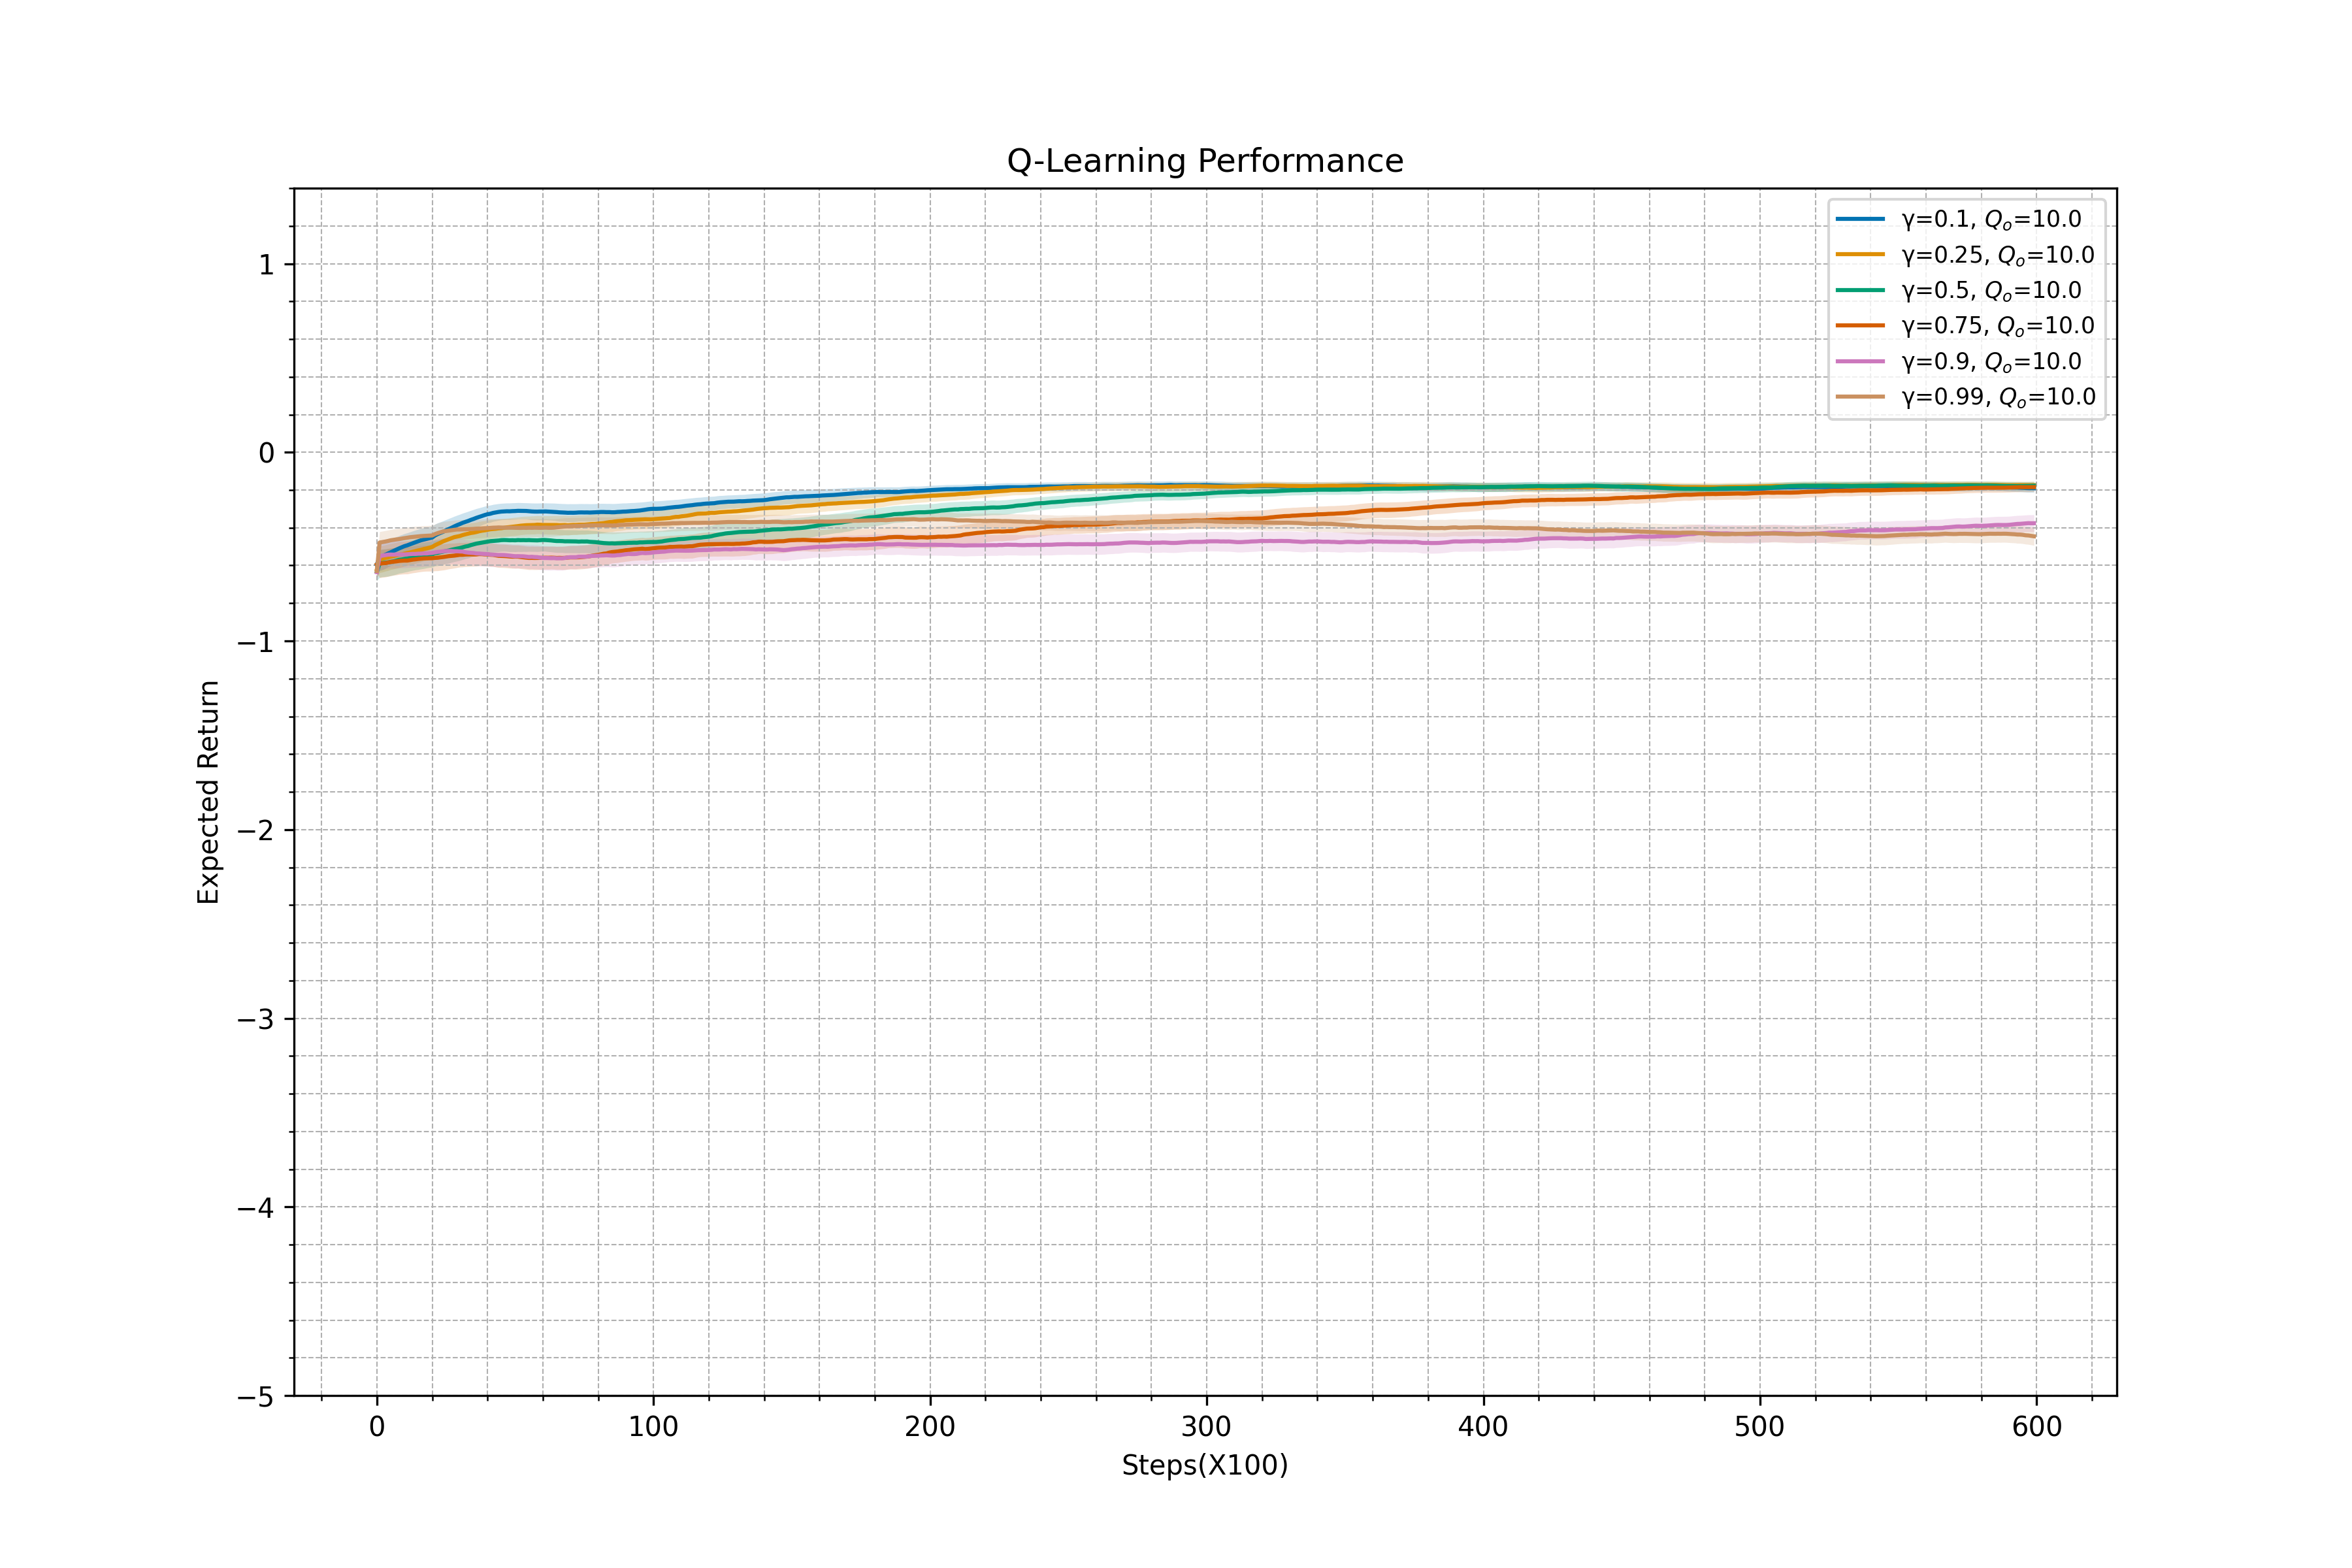 Q-Learning Performance
γ=0.1, Qₒ=10.0
γ=0.25, Qₒ=10.0
γ=0.5, Qₒ=10.0
γ=0.75, Qₒ=10.0
γ=0.9, Qₒ=10.0
γ=0.99, Qₒ=10.0
1
0
−1
−2
−3
−4
−5
Expected Return
0 100 200 300 400 500 600
Steps(X100)